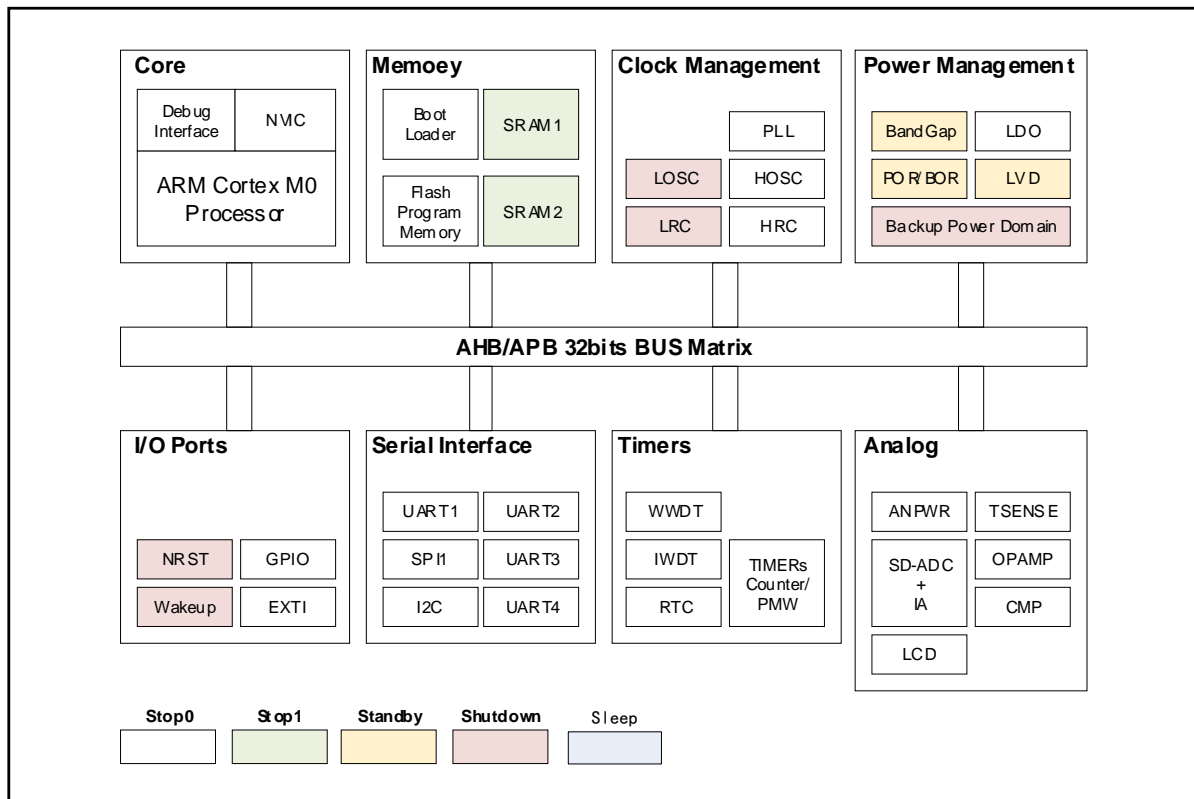 Core
Debug
Interface
NVIC
ARM Cortex M0
Processor
Memoey
Boot
Loader
SRAM1
Flash
Program
Memory
SRAM2
Clock Management
PLL
LOSC
HOSC
LRC
HRC
Power Management
BandGap
LDO
POR/BOR
LVD
Backup Power Domain
AHB/APB 32bits BUS Matrix
I/O Ports
NRST
GPIO
Wakeup
EXTI
Serial Interface
UART1
UART2
SPI1
UART3
I2C
UART4
Timers
WWDT
IWDT
RTC
TIMERs
Counter/
PMW
Analog
ANPWR
TSENSE
SD-ADC
+
IA
OPAMP
CMP
LCD
Stop0
Stop1
Standby
Shutdown
Sleep